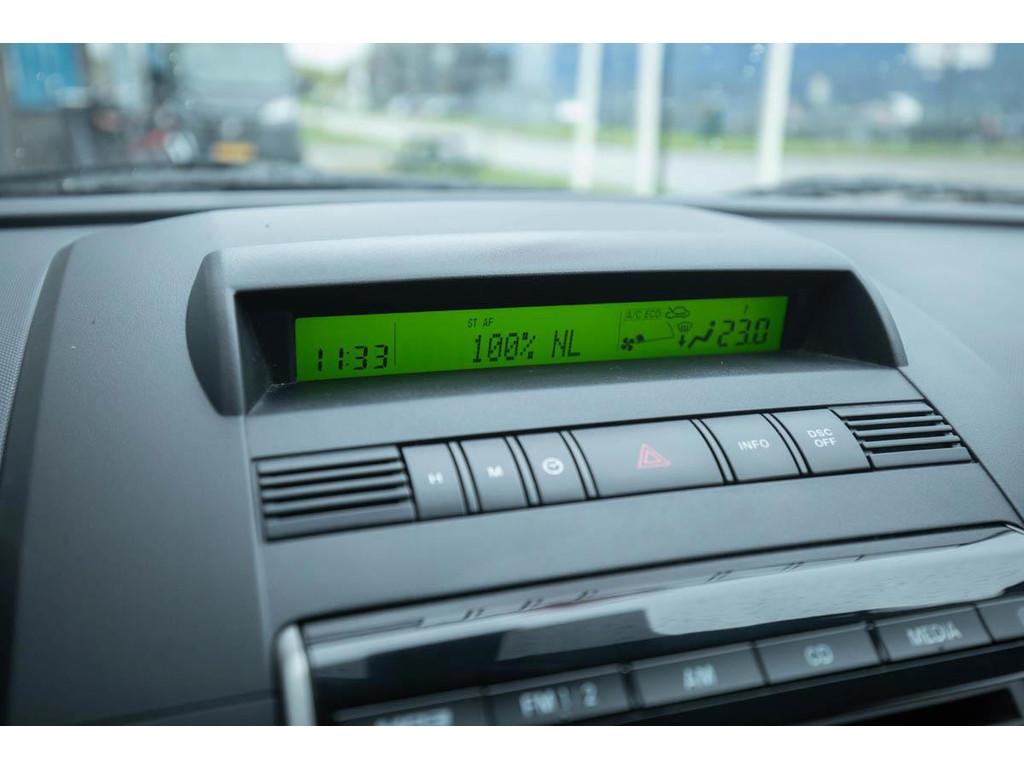 ST AF
A/C ECO
11:33
100% NL
23.0
H
M
INFO
DSC
OFF
FM 1 2
AM
CD
MEDIA